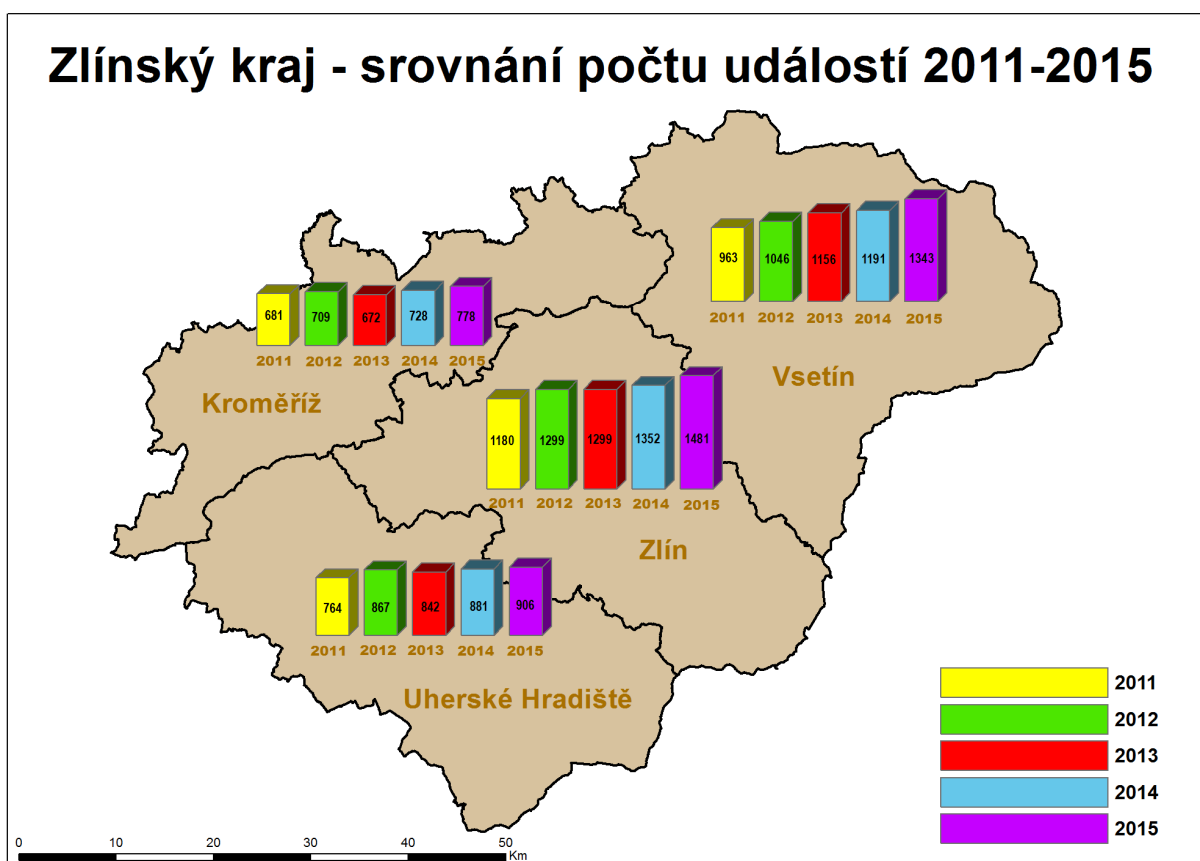 Zlínský kraj - srovnání počtu událostí 2011-2015
963 1046 1156 1191 1343
2011 2012 2013 2014 2015
Vsetín
681 709 672 728 778
2011 2012 2013 2014 2015
Kroměříž
1180 1299 1299 1352 1481
2011 2012 2013 2014 2015
Zlín
764 867 842 881 906
2011 2012 2013 2014 2015
Uherské Hradiště
2011
2012
2013
2014
2015
0 10 20 30 40 50
Km